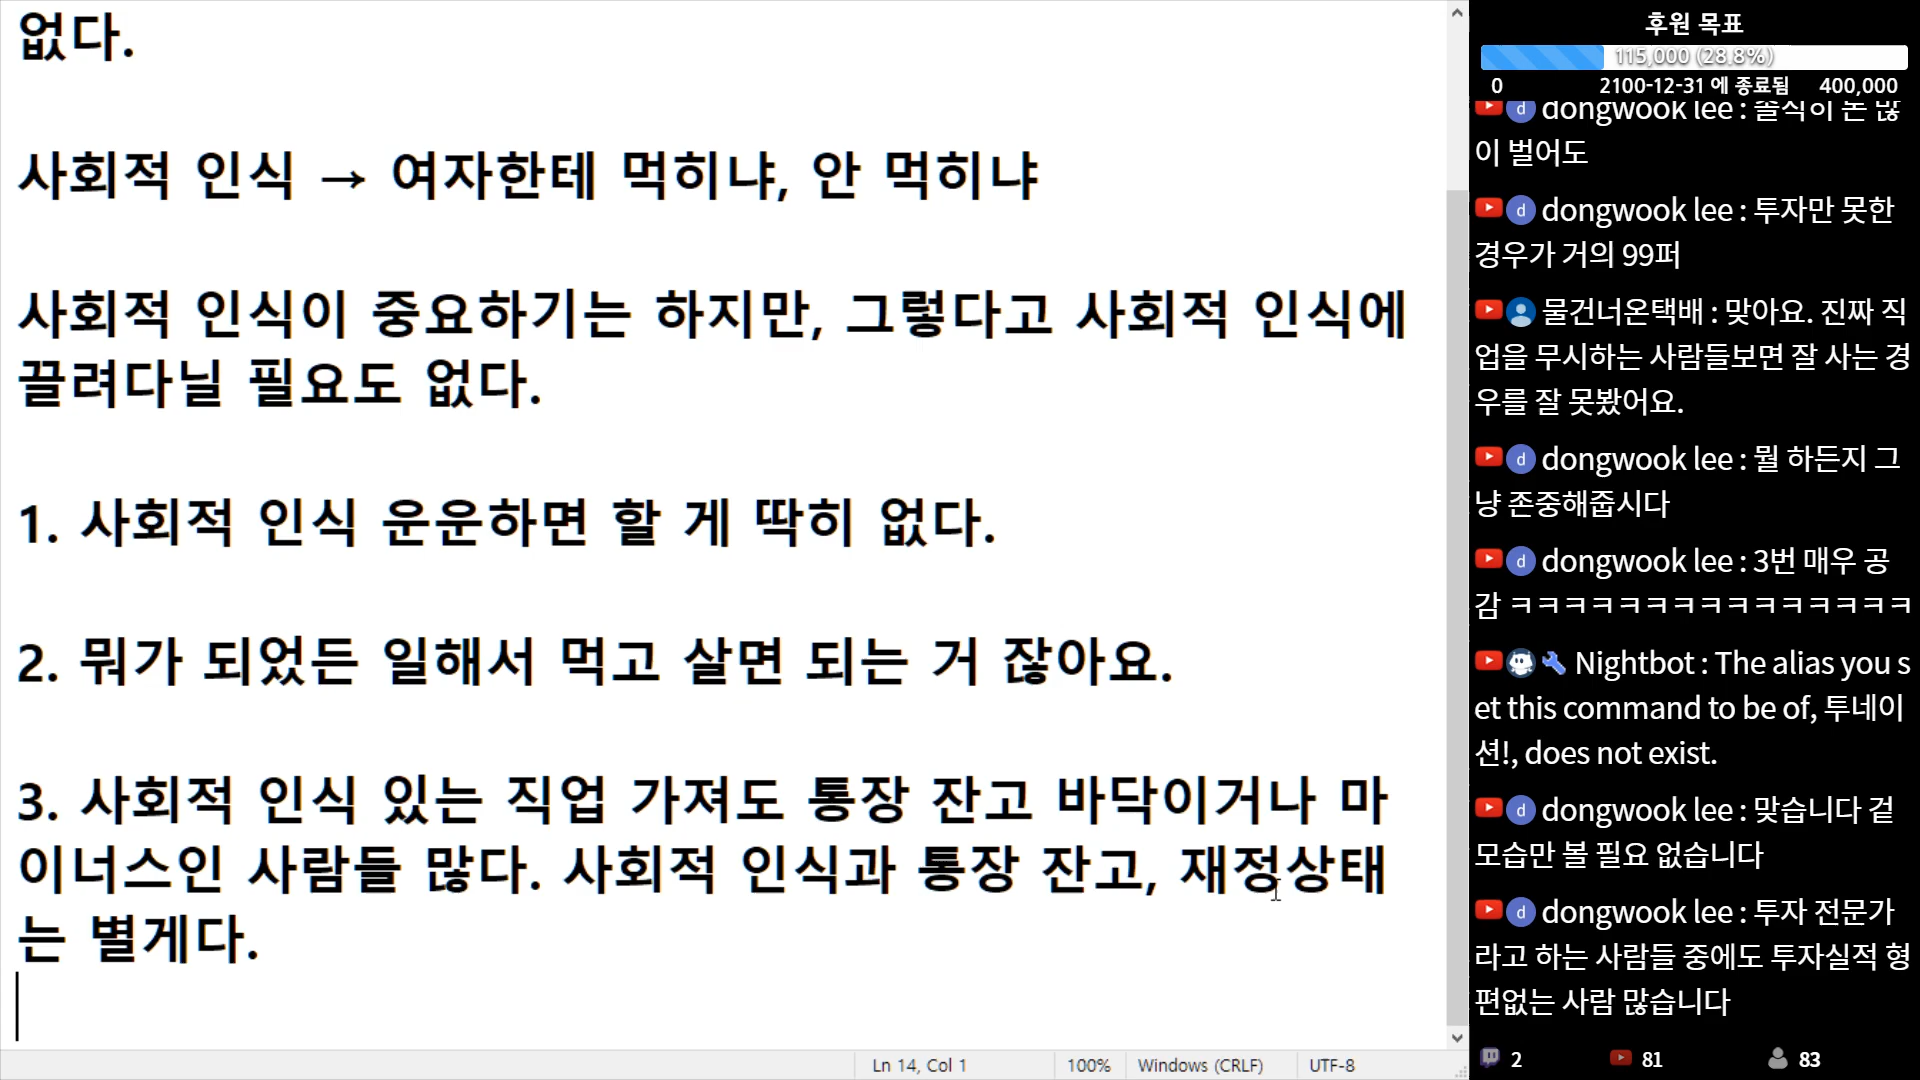 없다.
사회적 인식 → 여자한테 먹히냐, 안 먹히냐
사회적 인식이 중요하기는 하지만, 그렇다고 사회적 인식에
끌려다닐 필요도 없다.
1. 사회적 인식 운운하면 할 게 딱히 없다.
2. 뭐가 되었든 일해서 먹고 살면 되는 거 잖아요.
3. 사회적 인식 있는 직업 가져도 통장 잔고 바닥이거나 마
이너스인 사람들 많다. 사회적 인식과 통장 잔고, 재정상태
는 별게다.
Ln 14, Col 1
100%
Windows (CRLF)
UTF-8
후원 목표
115,000 (28.8%)
0 2100-12-31 에 종료됨 400,000
dongwook lee : 솔직히 돈 많
이 벌어도
dongwook lee : 투자만 못한
경우가 거의 99퍼
물건너온택배 : 맞아요. 진짜 직
업을 무시하는 사람들보면 잘 사는 경
우를 잘 못봤어요.
dongwook lee : 뭘 하든지 그
냥 존중해줍시다
dongwook lee : 3번 매우 공
감 ㅋㅋㅋㅋㅋㅋㅋㅋㅋㅋㅋㅋㅋㅋㅋ
Nightbot : The alias you s
et this command to be of, 투네이
션!, does not exist.
dongwook lee : 맞습니다 겉
모습만 볼 필요 없습니다
dongwook lee : 투자 전문가
라고 하는 사람들 중에도 투자실적 형
편없는 사람 많습니다
2 81 83